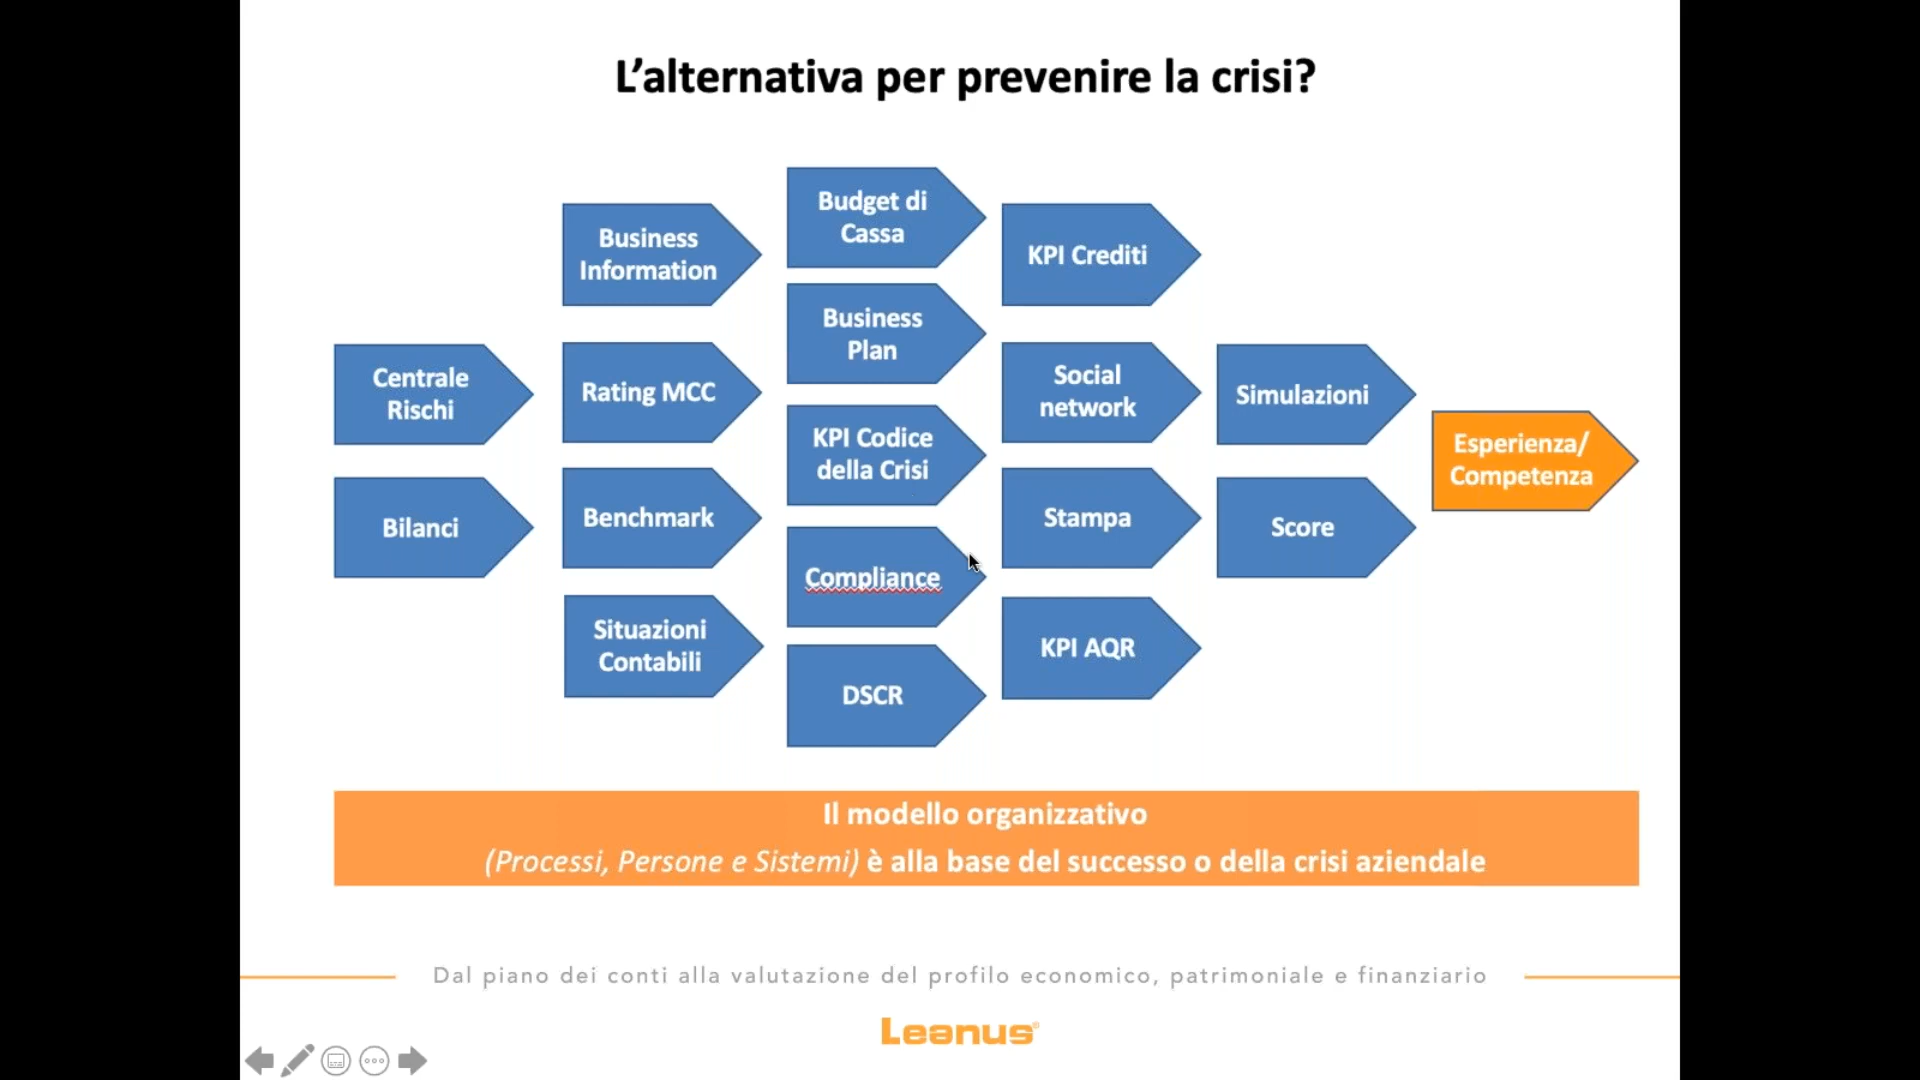 L’alternativa per prevenire la crisi?
Centrale
Rischi
Bilanci
Business
Information
Rating MCC
Benchmark
Situazioni
Contabili
Budget di
Cassa
Business
Plan
KPI Codice
della Crisi
Compliance
DSCR
KPI Crediti
Social
network
Stampa
KPI AQR
Simulazioni
Score
Esperienza/
Competenza
Il modello organizzativo
(Processi, Persone e Sistemi) è alla base del successo o della crisi aziendale
Dal piano dei conti alla valutazione del profilo economico, patrimoniale e finanziario
Leanus®